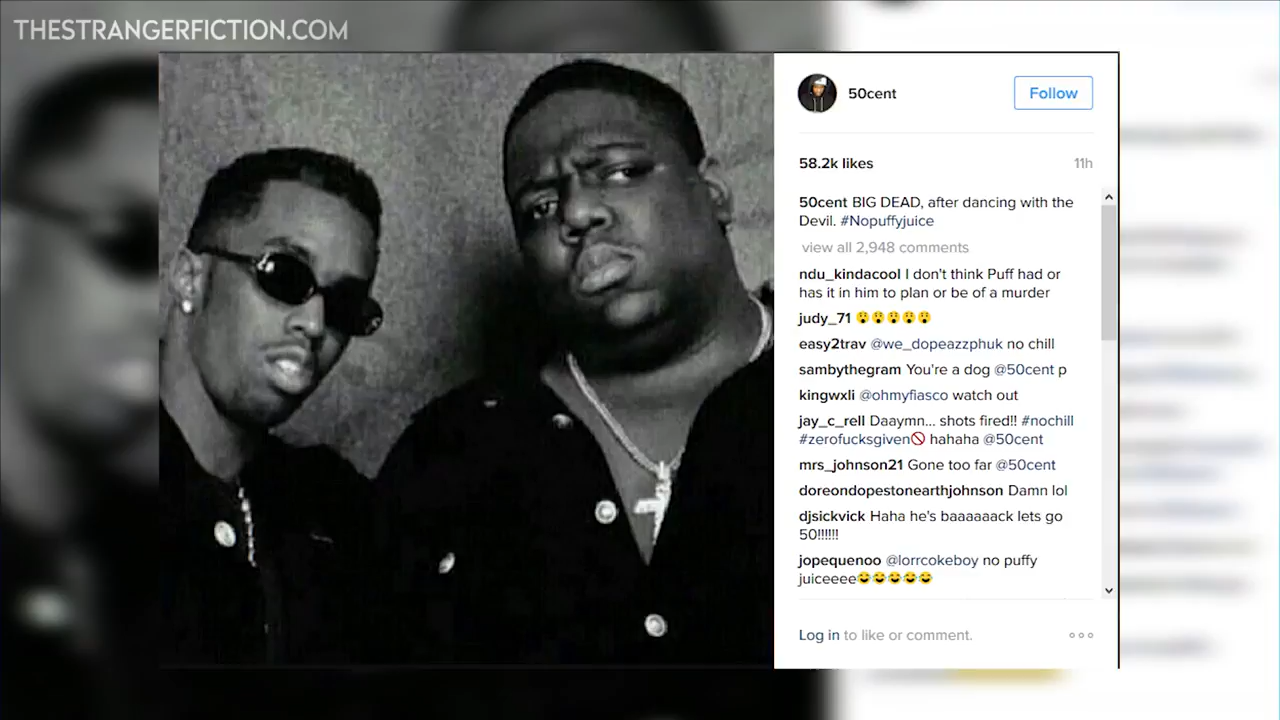 THESTRANGERFICTION.COM
50cent
Follow
58.2k likes
11h
50cent BIG DEAD, after dancing with the
Devil. #Nopuffyjuice
view all 2,948 comments
ndu_kindacool I don't think Puff had or
has it in him to plan or be of a murder
judy_71 😲😲😲😲😲
easy2trav @we_dopeazzphuk no chill
sambythegram You're a dog @50cent p
kingwxli @ohmyfiasco watch out
jay_c_rell Daaymn... shots fired!! #nochill
#zerofucksgiven🚫 hahaha @50cent
mrs_johnson21 Gone too far @50cent
doreondopestonearthjohnson Damn lol
djsickvick Haha he's baaaaaack lets go
50!!!!!!
jopequenoo @lorrcokeboy no puffy
juiceeee😂😂😂😂😂
Log in to like or comment.